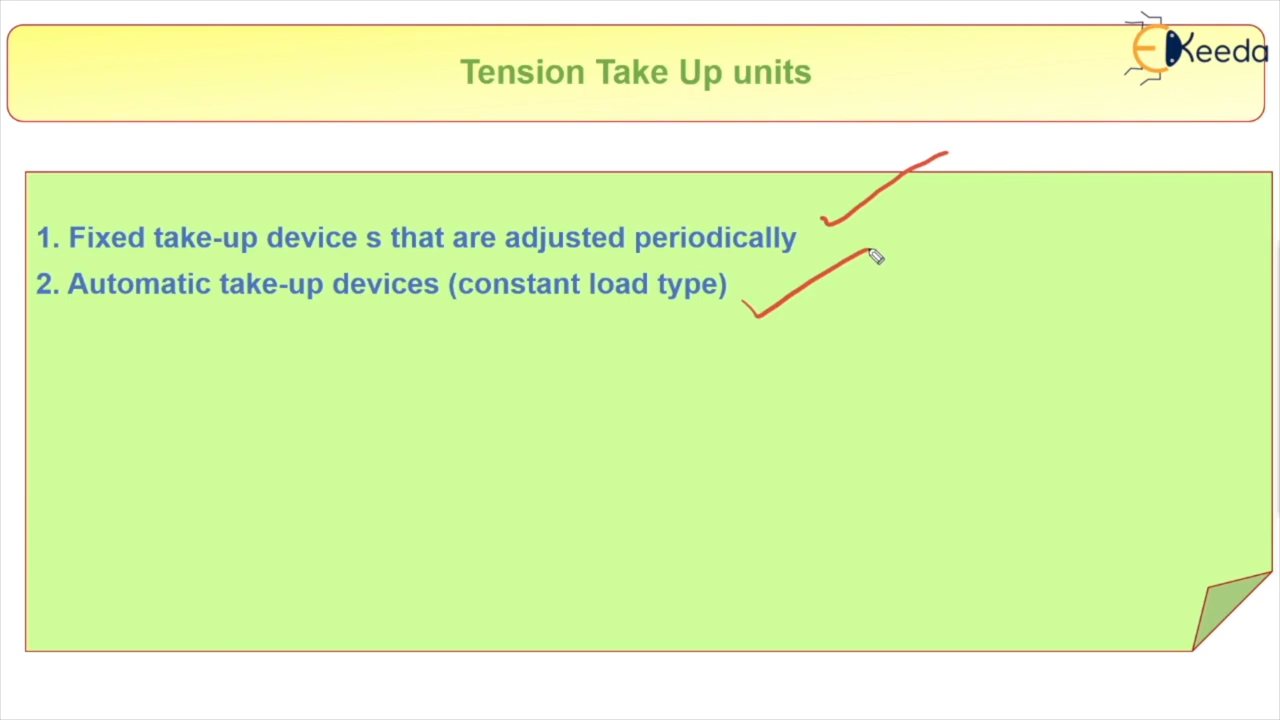 Tension Take Up units
EKeeda
1. Fixed take-up device s that are adjusted periodically
2. Automatic take-up devices (constant load type)